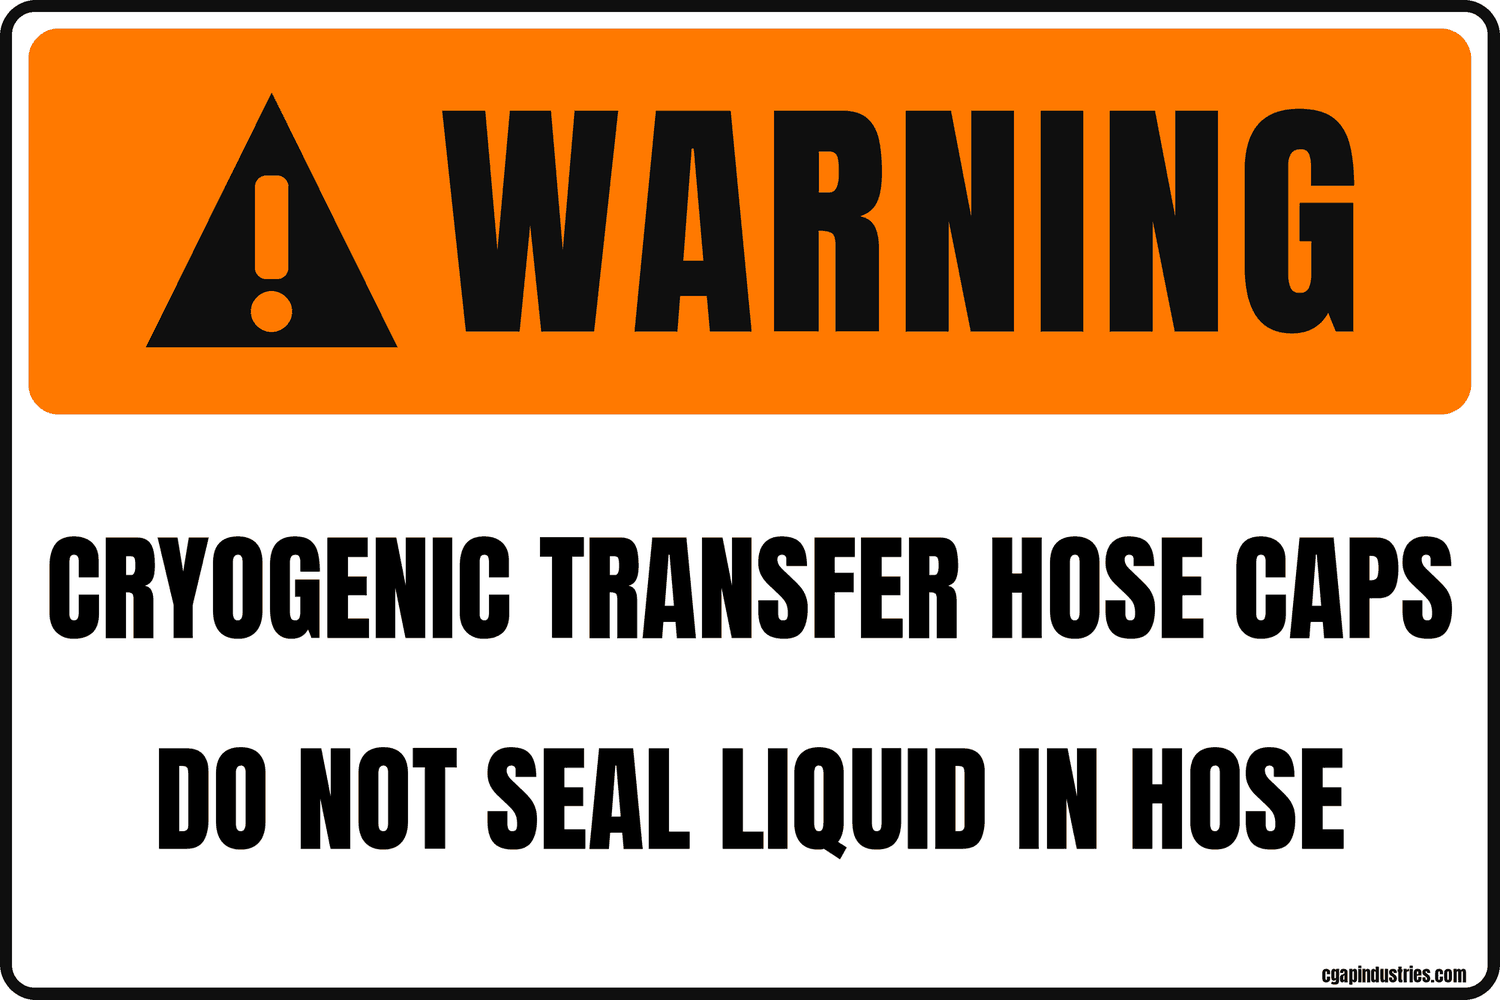 WARNING
CRYOGENIC TRANSFER HOSE CAPS
DO NOT SEAL LIQUID IN HOSE
cgapindustries.com